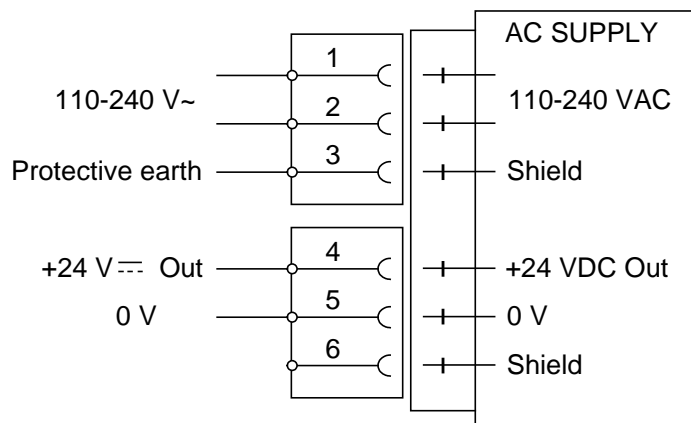 AC SUPPLY
1
110-240 V~
2
110-240 VAC
Protective earth
3
Shield
+24 V ⎓ Out
4
+24 VDC Out
0 V
5
0 V
6
Shield